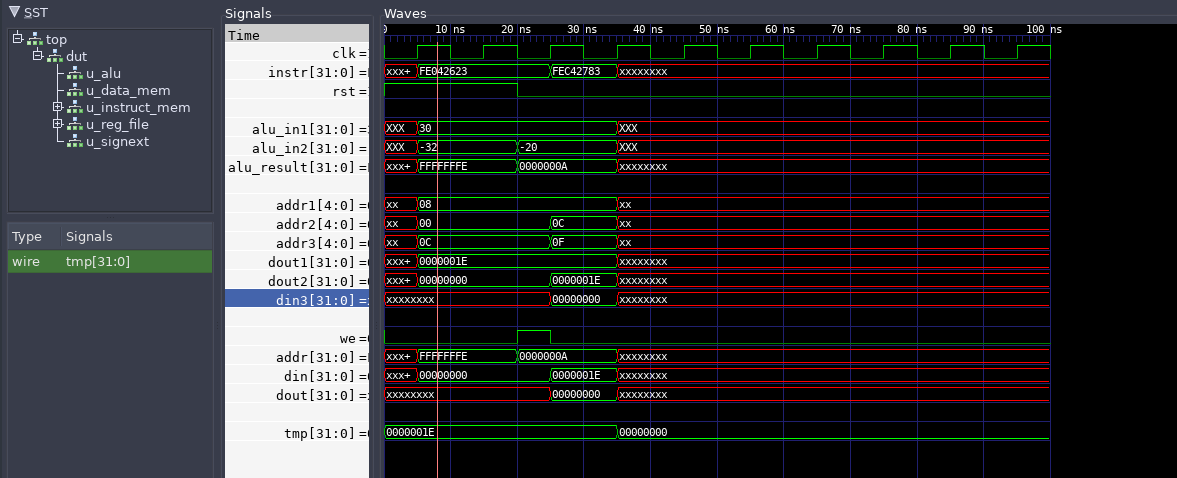 SST
top
dut
u_alu
u_data_mem
u_instruct_mem
u_reg_file
u_signext
Type Signals
wire tmp[31:0]
Signals
Time
clk =
instr[31:0] =
rst =
alu_in1[31:0] =
alu_in2[31:0] =
alu_result[31:0] =
addr1[4:0] =
addr2[4:0] =
addr3[4:0] =
dout1[31:0] =
dout2[31:0] =
din3[31:0] =
we =
addr[31:0] =
din[31:0] =
dout[31:0] =
tmp[31:0] =
Waves
0 10 ns 20 ns 30 ns 40 ns 50 ns 60 ns 70 ns 80 ns 90 ns 100 ns
xxx+ FE042623 FEC42783 xxxxxxxx
XXX 30 XXX
XXX -32 -20 XXX
xxx+ FFFFFFFE 0000000A xxxxxxxx
xx 08 xx
xx 00 0C xx
xx 0C 0F xx
xxx+ 0000001E xxxxxxxx
xxx+ 00000000 0000001E xxxxxxxx
xxxxxxxx 00000000 xxxxxxxx
xxx+ FFFFFFFE 0000000A xxxxxxxx
xxx+ 00000000 0000001E xxxxxxxx
xxxxxxxx 00000000 xxxxxxxx
0000001E 00000000